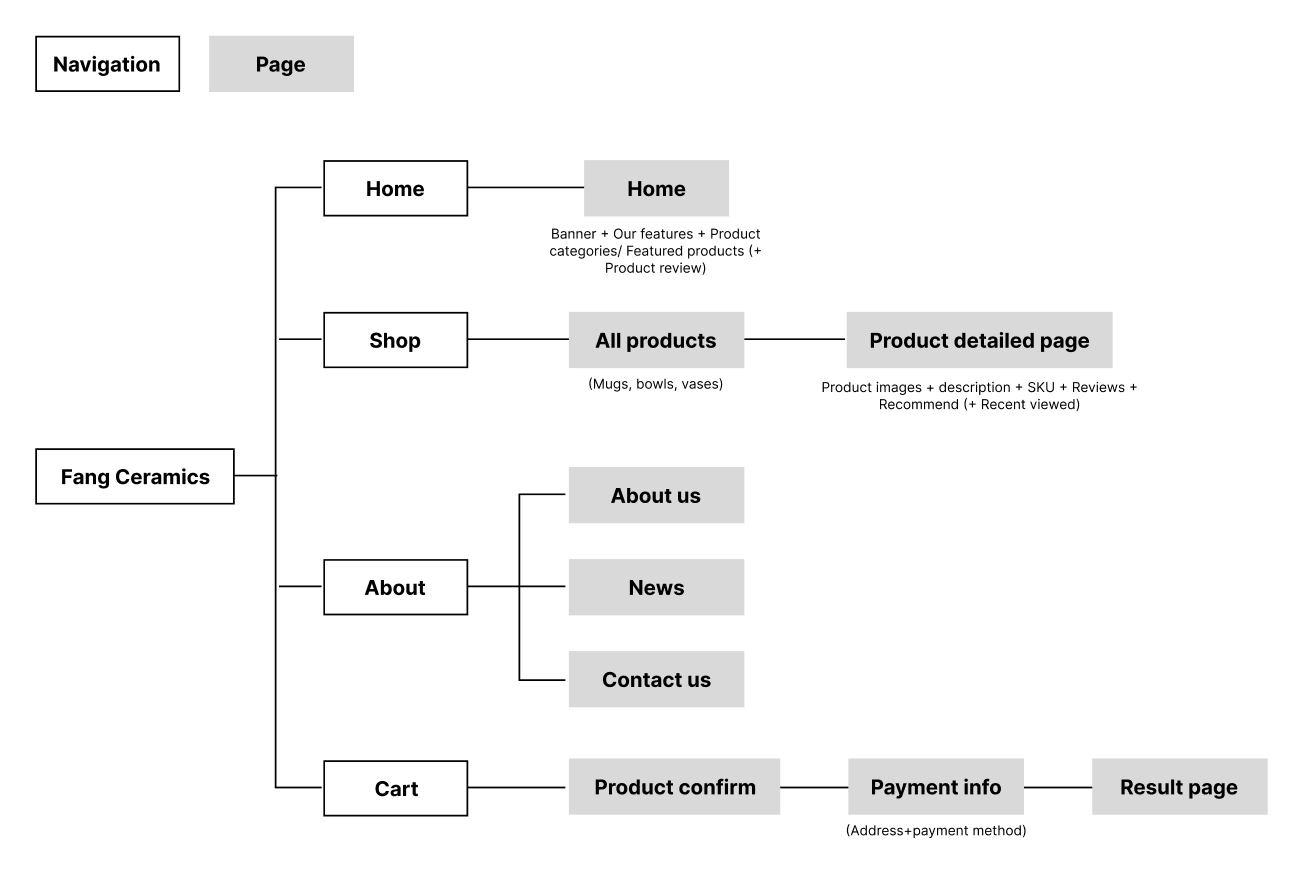 Navigation
Page
Home
Home
Banner + Our features + Product
categories/ Featured products (+
Product review)
Shop
All products
Product detailed page
(Mugs, bowls, vases)
Product images + description + SKU + Reviews +
Recommend (+ Recent viewed)
Fang Ceramics
About us
About
News
Contact us
Cart
Product confirm
Payment info
Result page
(Address+payment method)